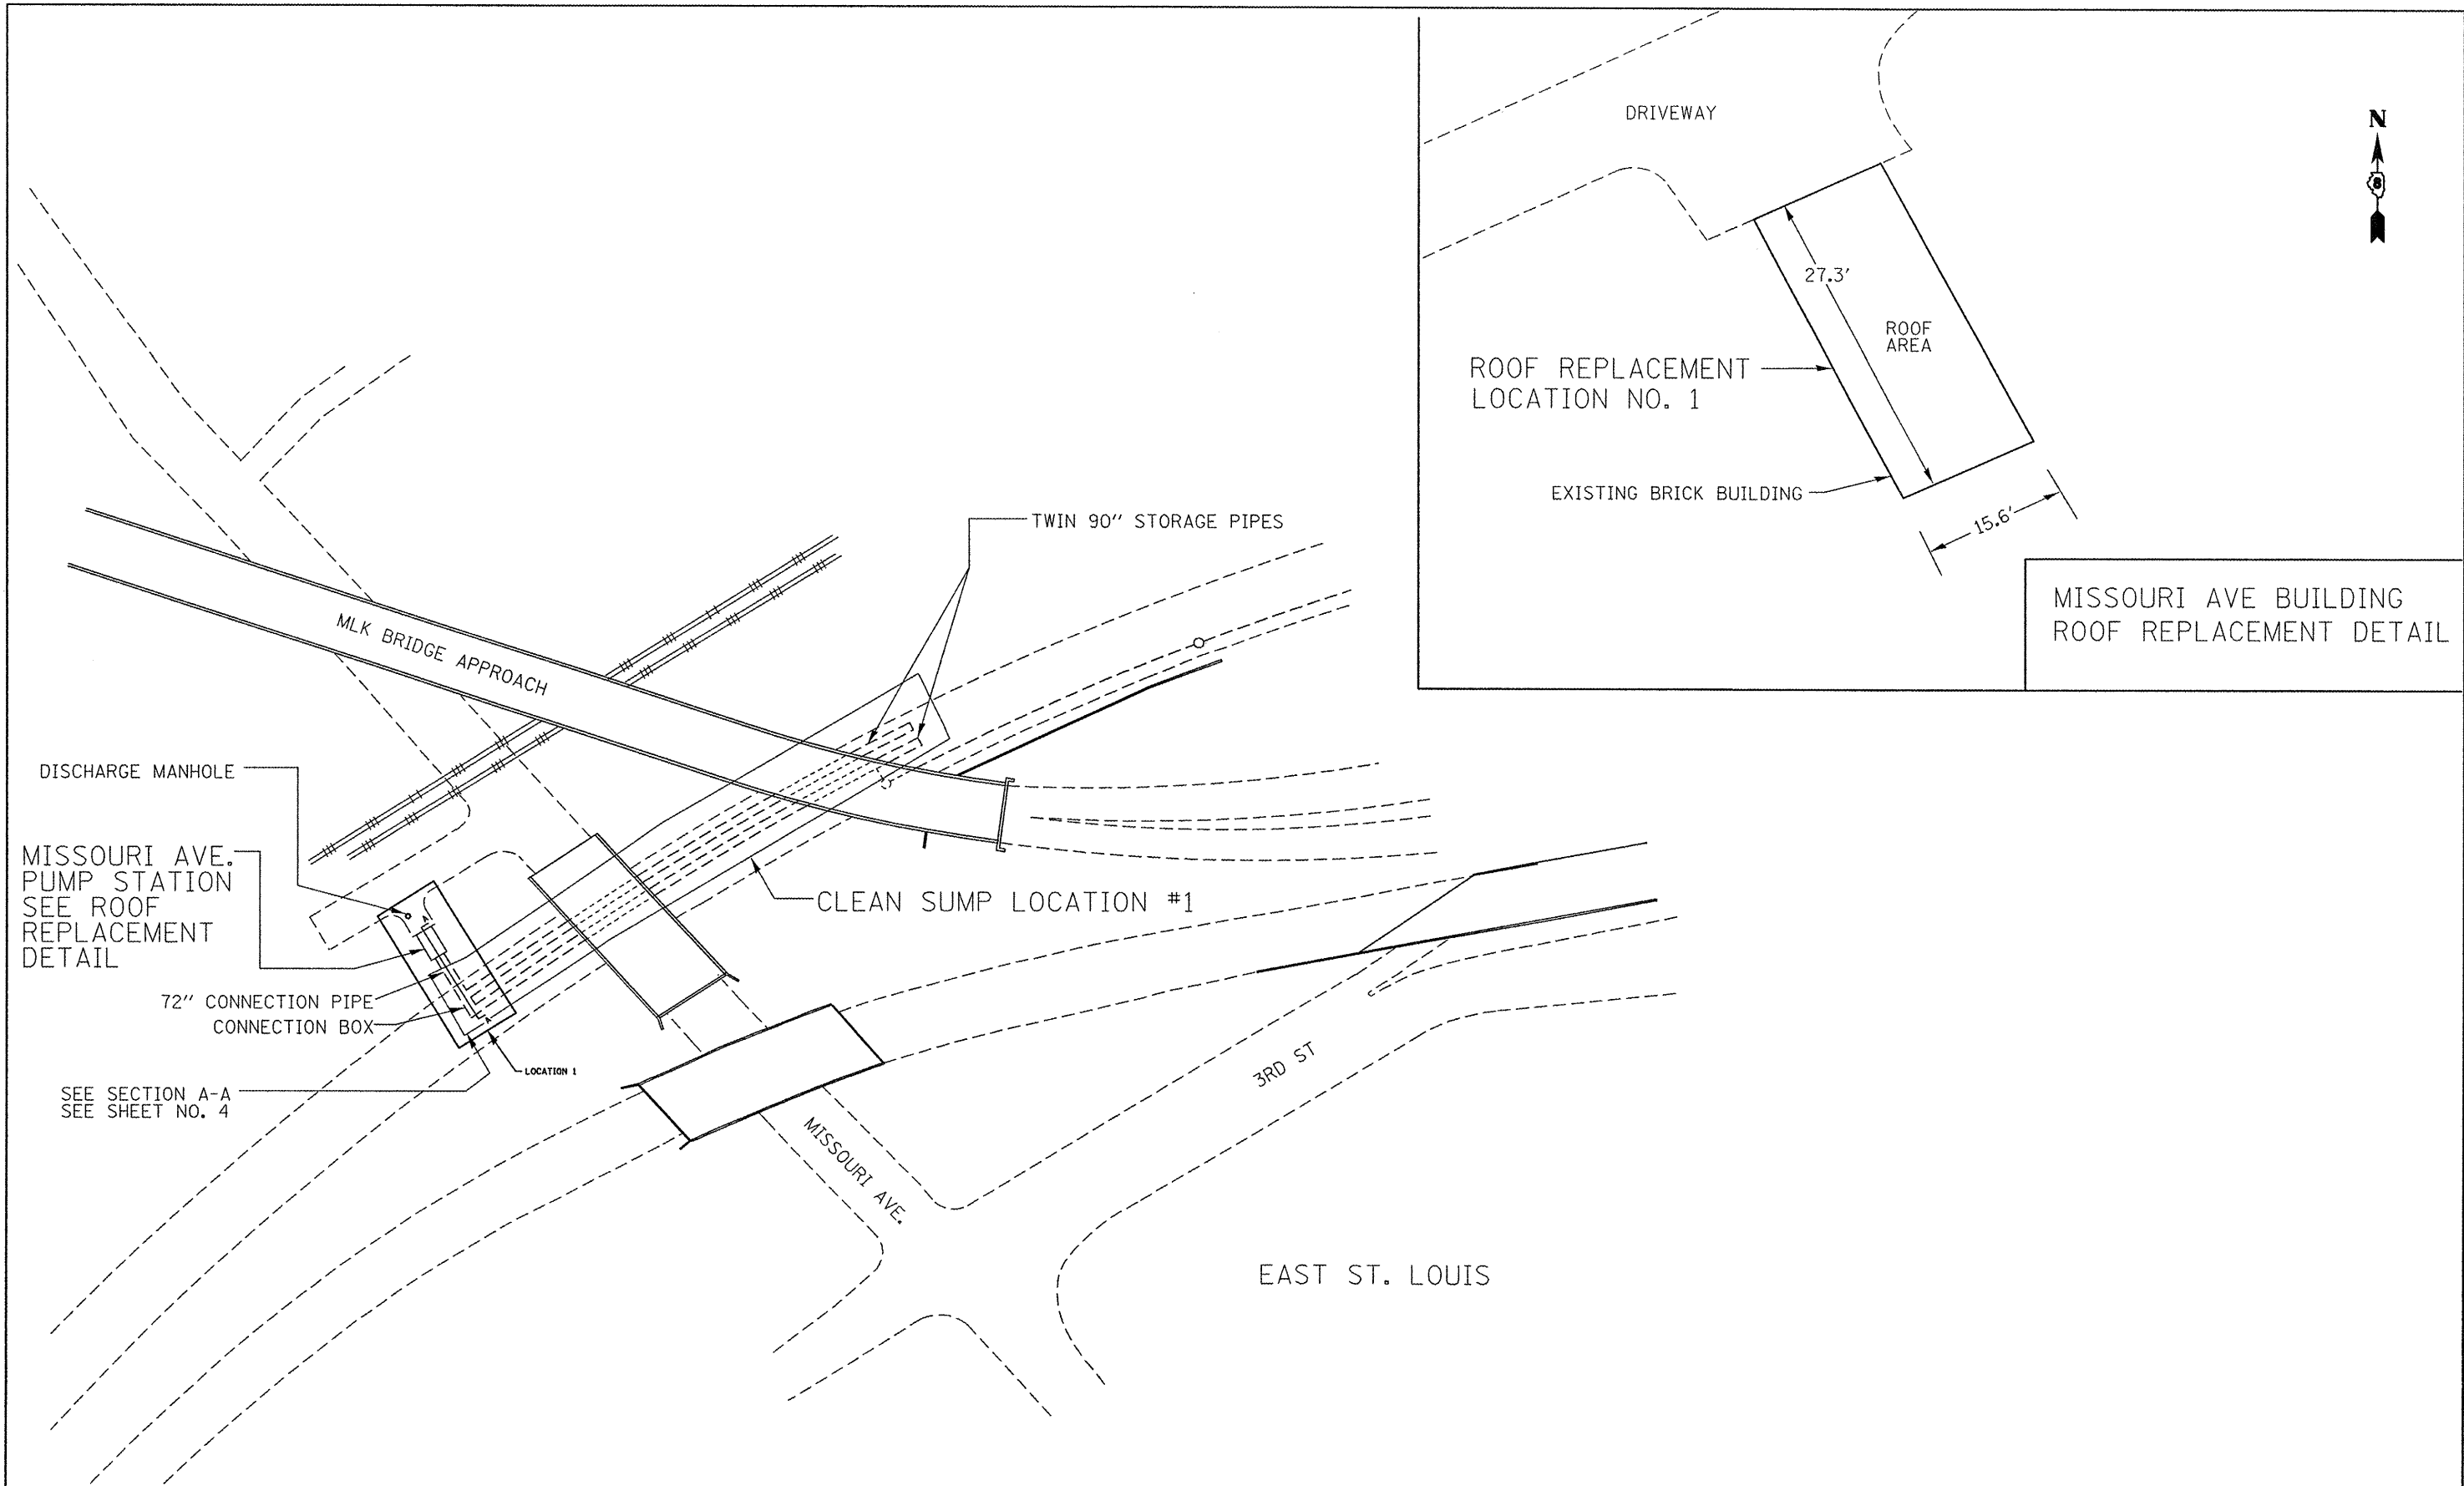 DRIVEWAY
N
8
27.3'
ROOF
AREA
ROOF REPLACEMENT
LOCATION NO. 1
EXISTING BRICK BUILDING
15.6'
MISSOURI AVE BUILDING
ROOF REPLACEMENT DETAIL
TWIN 90" STORAGE PIPES
MLK BRIDGE APPROACH
DISCHARGE MANHOLE
MISSOURI AVE.
PUMP STATION
SEE ROOF
REPLACEMENT
DETAIL
A
CLEAN SUMP LOCATION #1
72" CONNECTION PIPE
CONNECTION BOX
A
LOCATION 1
SEE SECTION A-A
SEE SHEET NO. 4
3RD ST
MISSOURI AVE.
EAST ST. LOUIS